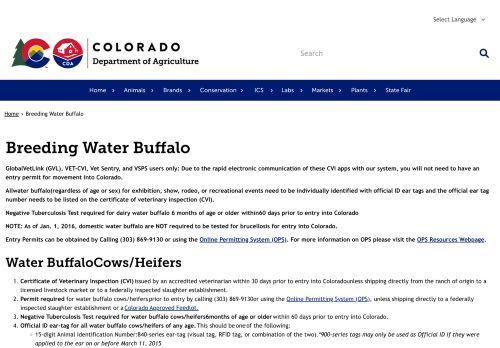 Select Language
COLORADO
Department of Agriculture
CDA
Search
Home > Animals > Brands > Conservation > ICS > Labs > Markets > Plants > State Fair
Home > Breeding Water Buffalo
Breeding Water Buffalo
GlobalVetLink (GVL), VET-CVI, Vet Sentry, and VSPS users only: Due to the rapid electronic communication of these CVI apps with our system, you will not need to have an
entry permit for movement into Colorado.
Allwater buffalo(regardless of age or sex) for exhibition, show, rodeo, or recreational events need to be individually identified with official ID ear tags and the official ear tag
number needs to be listed on the certificate of veterinary inspection (CVI).
Negative Tuberculosis Test required for dairy water buffalo 6 months of age or older within60 days prior to entry into Colorado
NOTE: As of Jan. 1, 2016, domestic water buffalo are NOT required to be tested for brucellosis for entry into Colorado.
Entry Permits can be obtained by Calling (303) 869-9130 or using the Online Permitting System (OPS). For more information on OPS please visit the OPS Resources Webpage.
Water BuffaloCows/Heifers
1. Certificate of Veterinary Inspection (CVI) issued by an accredited veterinarian within 30 days prior to entry into Coloradounless shipping directly from the ranch of origin to a
licensed livestock market or to a federally inspected slaughter establishment.
2. Permit required for water buffalo cows/heifers prior to entry by calling (303) 869-9130or using the Online Permitting System (OPS), unless shipping directly to a federally
inspected slaughter establishment or a Colorado Approved Feedlot.
3. Negative Tuberculosis Test required for water buffalo cows/heifers6months of age or older within 60 days prior to entry into Colorado.
4. Official ID ear-tag for all water buffalo cows/heifers of any age. This should be one of the following:
○ 15-digit Animal Identification Number:840-series ear-tag (visual tag, RFID tag, or combination of the two).*900-series tags may only be used as Official ID if they were
applied to the ear on or before March 11, 2015